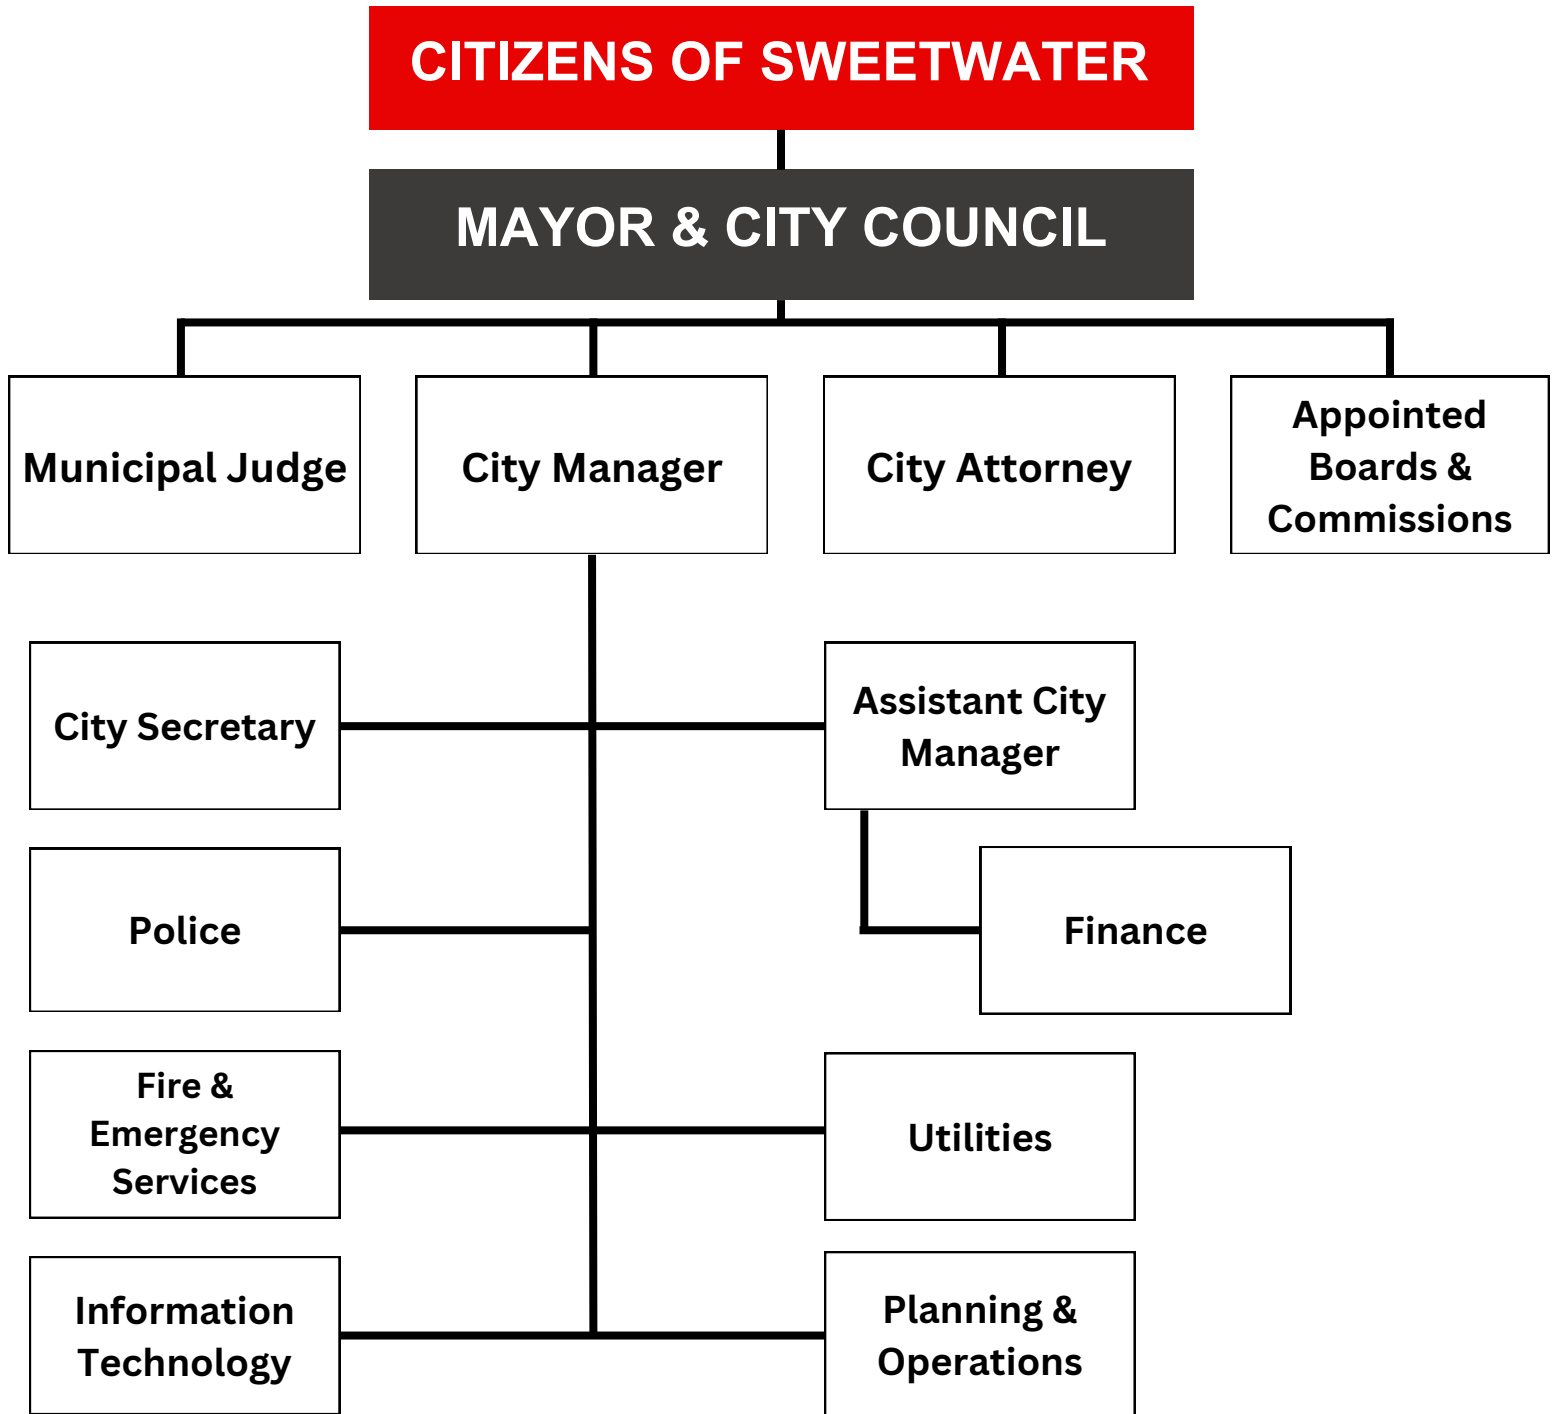 CITIZENS OF SWEETWATER
MAYOR & CITY COUNCIL
Municipal Judge
City Manager
City Attorney
Appointed
Boards &
Commissions
City Secretary
Assistant City
Manager
Police
Finance
Fire &
Emergency
Services
Utilities
Information
Technology
Planning &
Operations